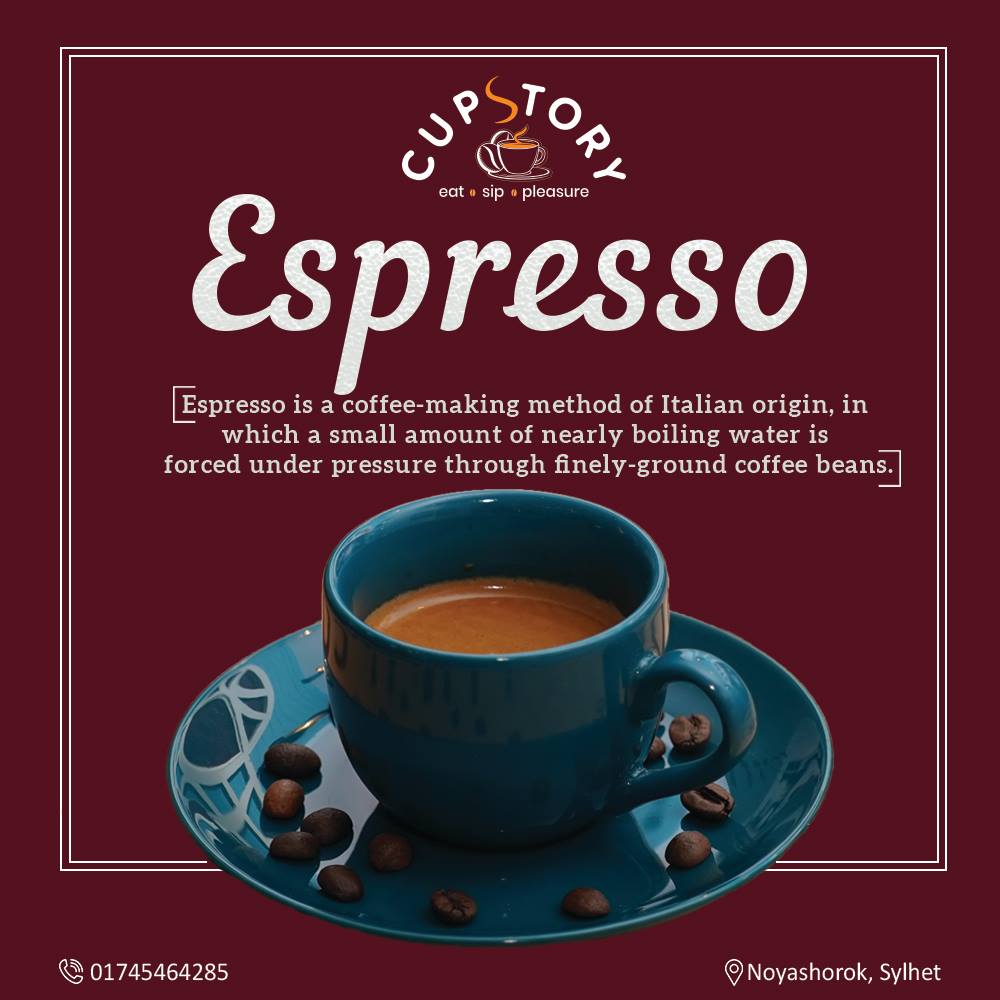 CUPSTORY
eat • sip • pleasure
Espresso
Espresso is a coffee-making method of Italian origin, in
which a small amount of nearly boiling water is
forced under pressure through finely-ground coffee beans.
01745464285
Noyashorok, Sylhet